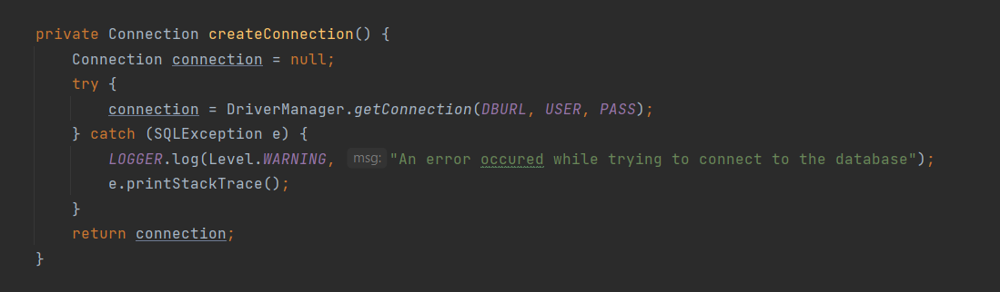 private Connection createConnection() {
Connection connection = null;
try {
connection = DriverManager.getConnection(DBURL, USER, PASS);
} catch (SQLException e) {
LOGGER.log(Level.WARNING, msg: "An error occured while trying to connect to the database");
e.printStackTrace();
}
return connection;
}